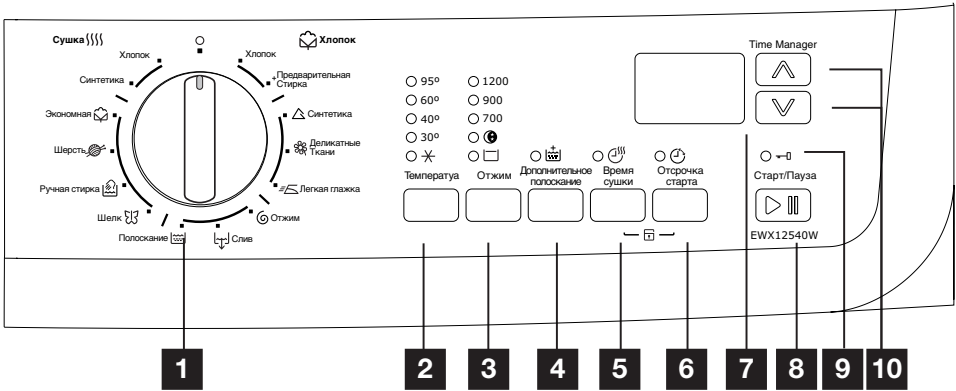 Сушка
Хлопок
Хлопок
Хлопок
Синтетика
+Предварительная
Стирка
Экономная
Синтетика
Шерсть
Деликатные
Ткани
Ручная стирка
Легкая глажка
Шелк
Отжим
Полоскание
Слив
95º
60º
40º
30º
1200
900
700
Температуа
Отжим
Дополнительное
полоскание
Время
сушки
Отсрочка
старта
Time Manager
Старт/Пауза
EWX12540W
1
2
3
4
5
6
7
8
9
10